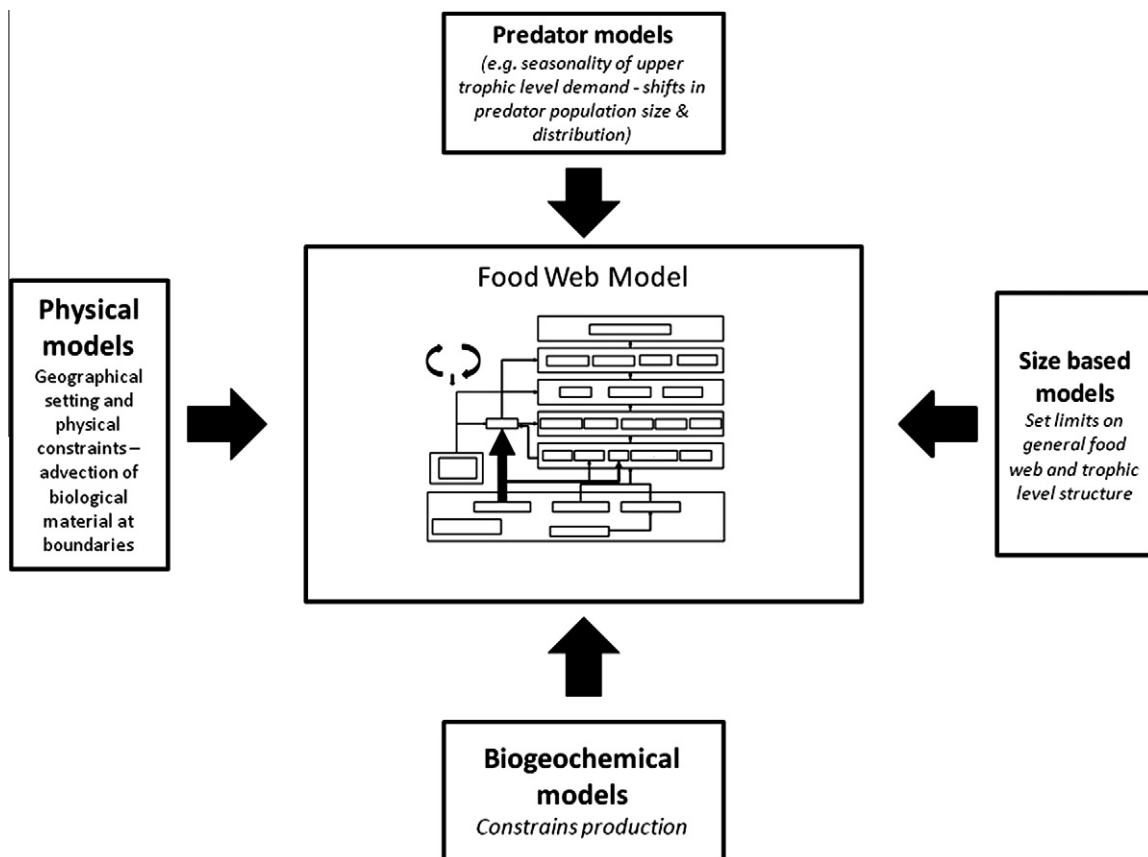 Predator models
(e.g. seasonality of upper
trophic level demand - shifts in
predator population size &
distribution)
Food Web Model
Physical
models
Geographical
setting and
physical
constraints –
advection of
biological
material at
boundaries
Size based
models
Set limits on
general food
web and trophic
level structure
Biogeochemical
models
Constrains production